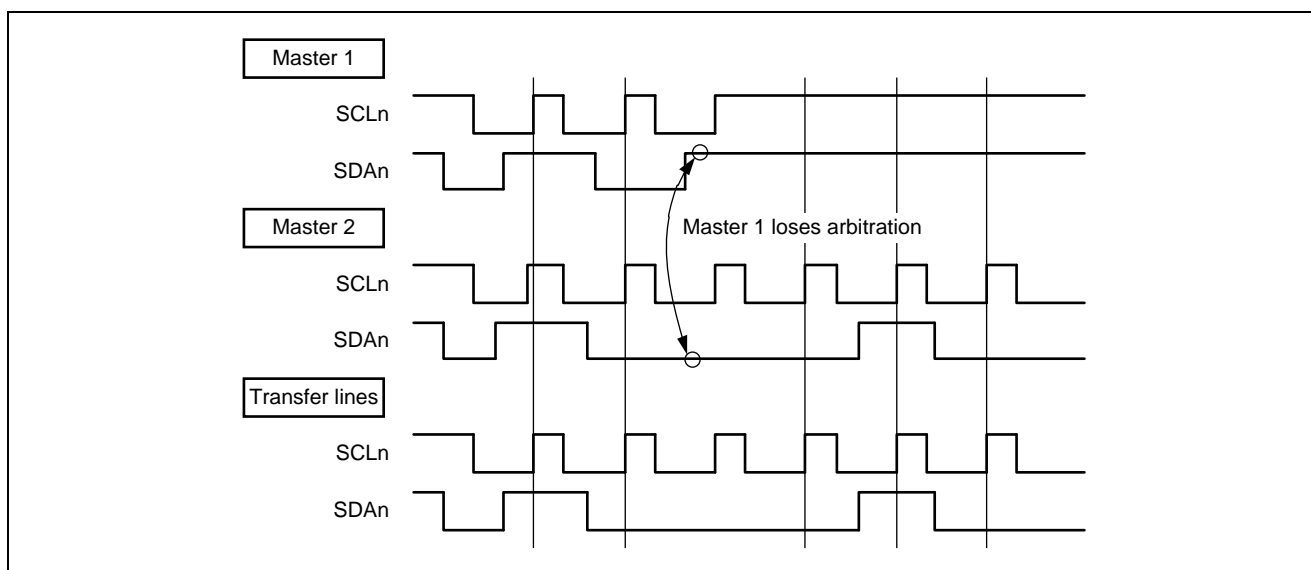 Master 1
SCLn
SDAn
Master 2
Master 1 loses arbitration
SCLn
SDAn
Transfer lines
SCLn
SDAn